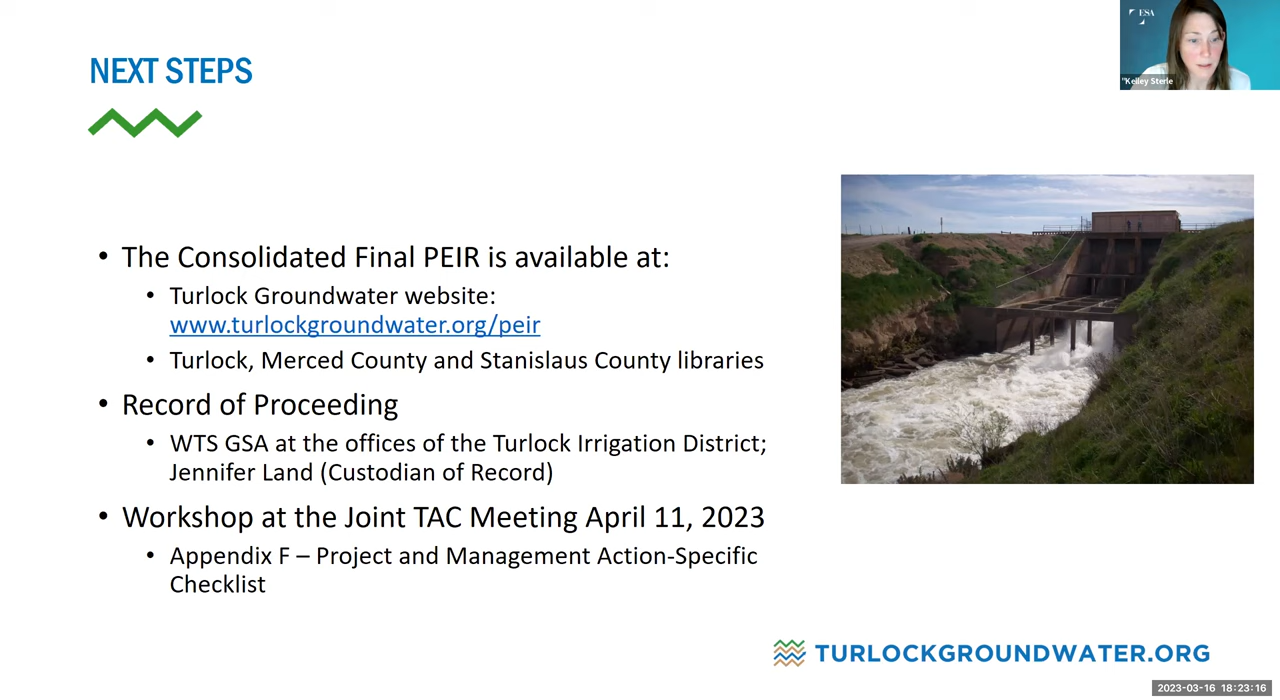 NEXT STEPS
ESA
"Kelley Sterle
• The Consolidated Final PEIR is available at:
• Turlock Groundwater website:
www.turlockgroundwater.org/peir
• Turlock, Merced County and Stanislaus County libraries
• Record of Proceeding
• WTS GSA at the offices of the Turlock Irrigation District;
Jennifer Land (Custodian of Record)
• Workshop at the Joint TAC Meeting April 11, 2023
• Appendix F – Project and Management Action-Specific
Checklist
TURLOCKGROUNDWATER.ORG
2023-03-16 18:23:16